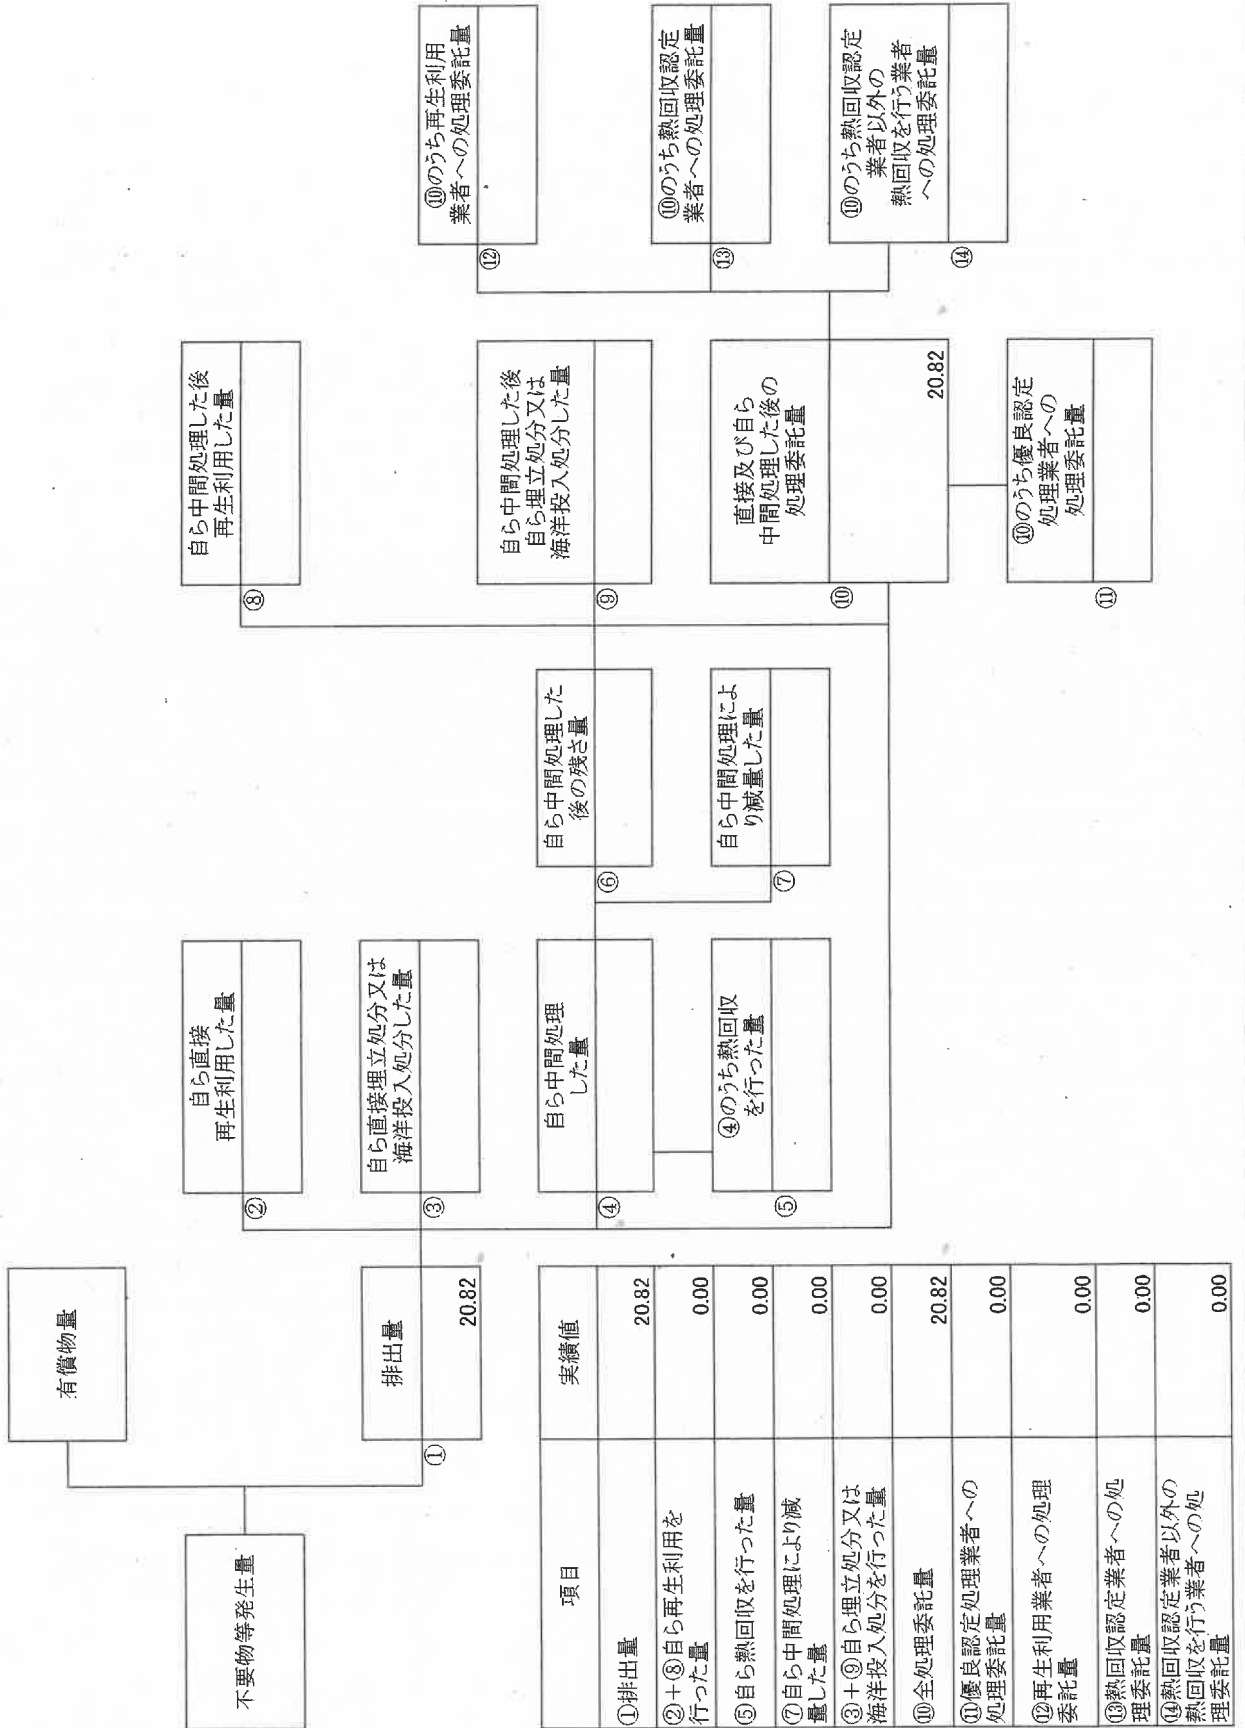 不要物等発生量
有償物量
①
排出量
20.82
②
自ら直接
再生利用した量
③
自ら直接埋立処分又は
海洋投入処分した量
④
自ら中間処理
した量
⑤
④のうち熱回収
を行った量
⑥
自ら中間処理した
後の残さ量
⑦
自ら中間処理によ
り減量した量
⑧
自ら中間処理した後
再生利用した量
⑨
自ら中間処理した後
自ら埋立処分又は
海洋投入処分した量
⑩
直接及び自ら
中間処理した後の
処理委託量
20.82
⑪
⑩のうち優良認定
処理業者への
処理委託量
⑫
⑩のうち再生利用
業者への処理委託量
⑬
⑩のうち熱回収認定
業者への処理委託量
⑭
⑩のうち熱回収認定
業者以外の
熱回収を行う業者
への処理委託量
項目 実績値
①排出量 20.82
②+⑧自ら再生利用を
行った量 0.00
⑤自ら熱回収を行った量 0.00
⑦自ら中間処理により減
量した量 0.00
③+⑨自ら埋立処分又は
海洋投入処分を行った量 0.00
⑩全処理委託量 20.82
⑪優良認定処理業者への
処理委託量 0.00
⑫再生利用業者への処理
委託量 0.00
⑬熱回収認定業者への処
理委託量 0.00
⑭熱回収認定業者以外の
熱回収を行う業者への処
理委託量 0.00